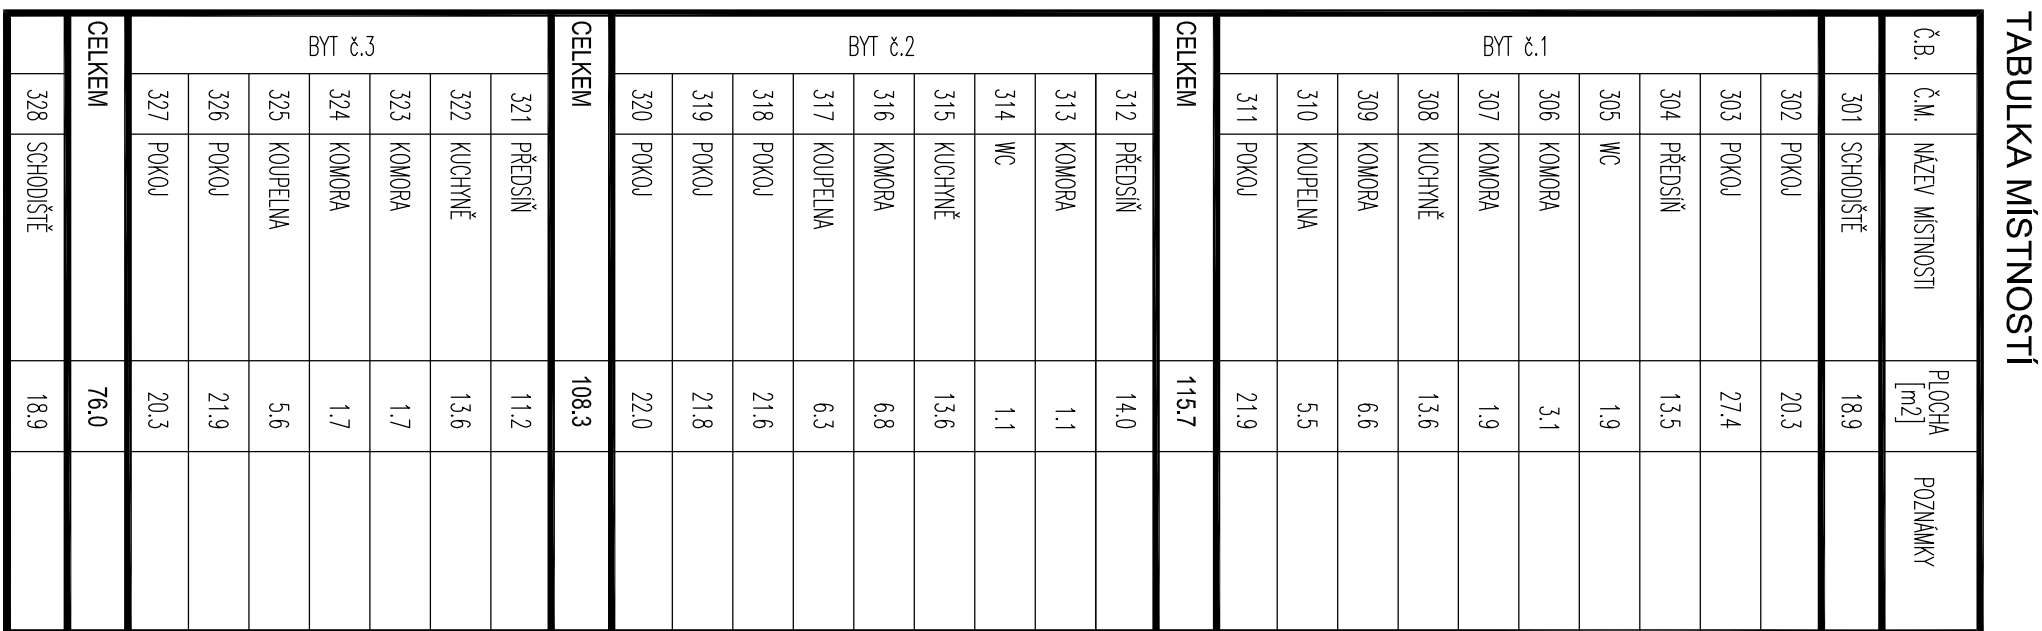 TABULKA MÍSTNOSTÍ
Č.B. Č.M. NÁZEV MÍSTNOSTI PLOCHA [m2] POZNÁMKY
301 SCHODIŠTĚ 18.9
BYT č.1
302 POKOJ 20.3
303 POKOJ 27.4
304 PŘEDSÍŇ 13.5
305 WC 1.9
306 KOMORA 3.1
307 KOMORA 1.9
308 KUCHYNĚ 13.6
309 KOMORA 6.6
310 KOUPELNA 5.5
311 POKOJ 21.9
CELKEM 115.7
BYT č.2
312 PŘEDSÍŇ 14.0
313 KOMORA 1.1
314 WC 1.1
315 KUCHYNĚ 13.6
316 KOMORA 6.8
317 KOUPELNA 6.3
318 POKOJ 21.6
319 POKOJ 21.8
320 POKOJ 22.0
CELKEM 108.3
BYT č.3
321 PŘEDSÍŇ 11.2
322 KUCHYNĚ 13.6
323 KOMORA 1.7
324 KOMORA 1.7
325 KOUPELNA 5.6
326 POKOJ 21.9
327 POKOJ 20.3
CELKEM 76.0
328 SCHODIŠTĚ 18.9